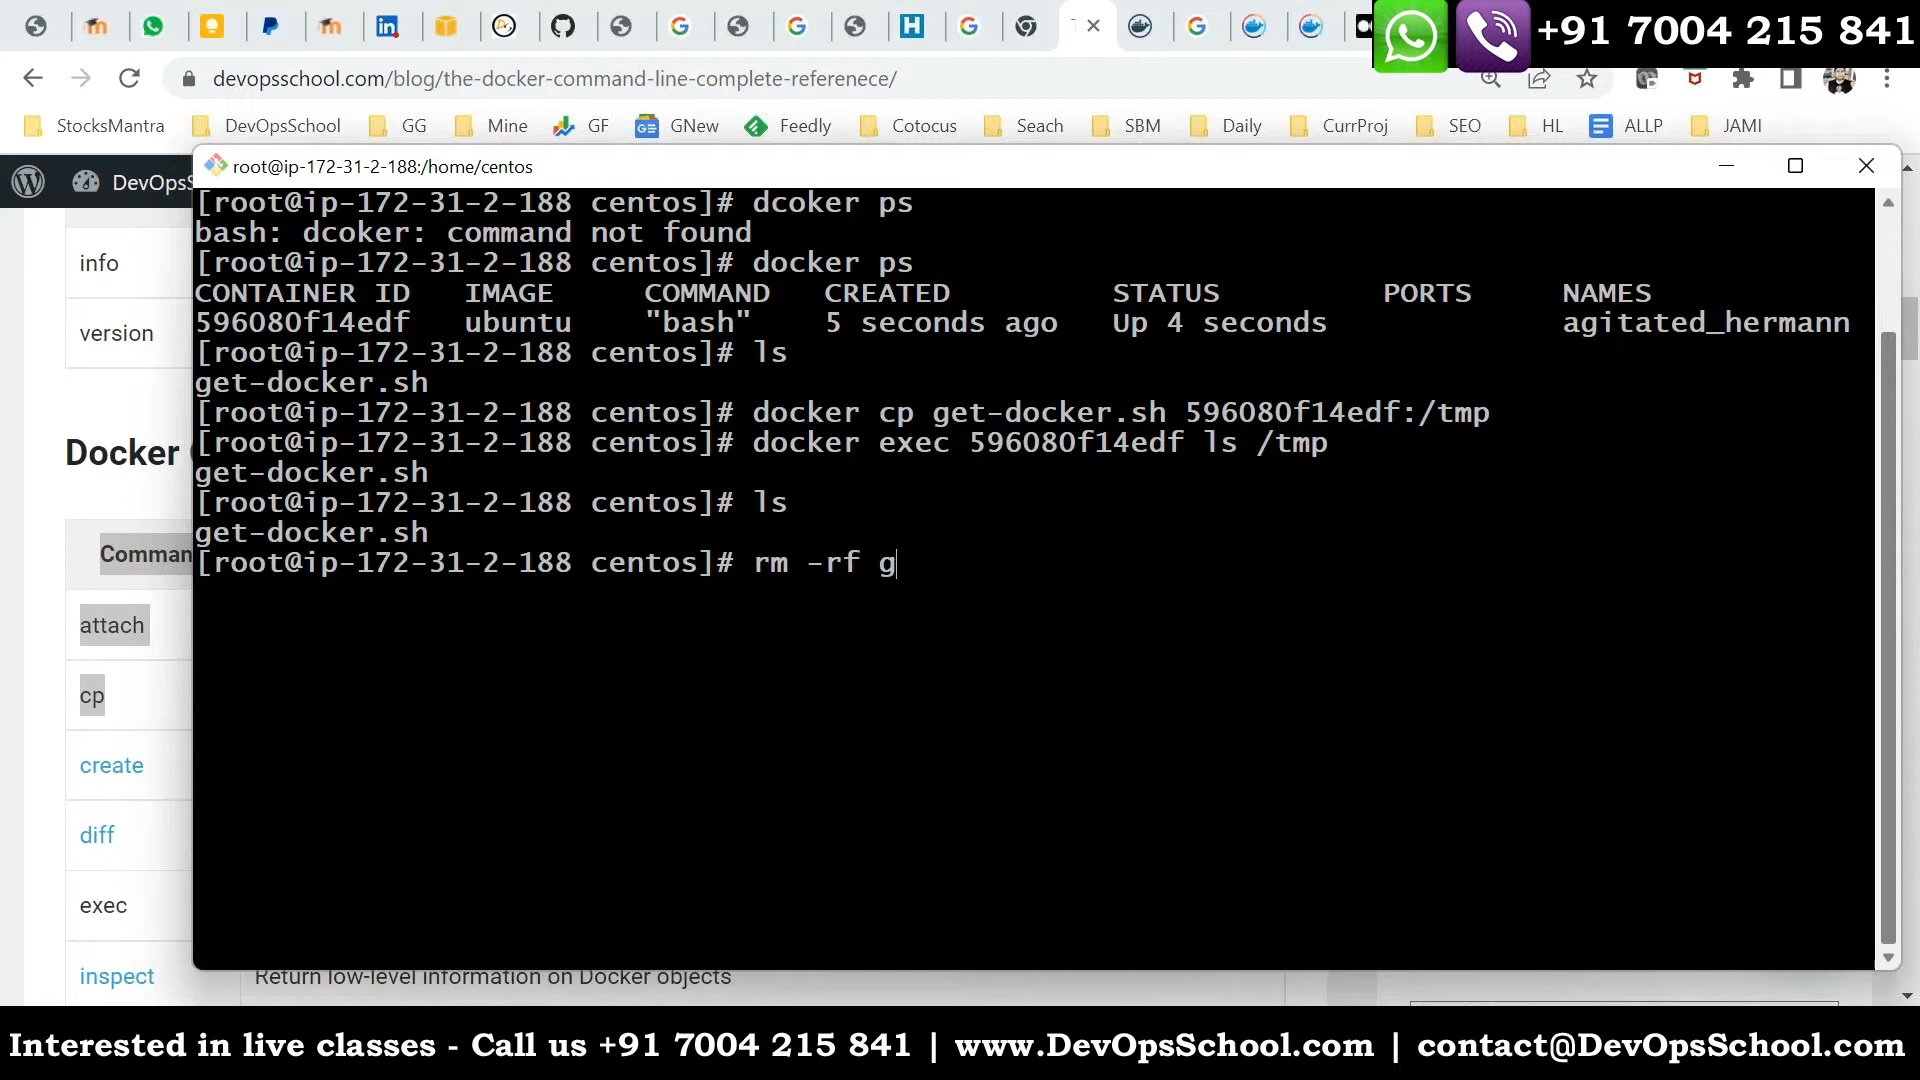 +91 7004 215 841
devopsschool.com/blog/the-docker-command-line-complete-referenece/
StocksMantra DevOpsSchool GG Mine GF GNew Feedly Cotocus Seach SBM Daily CurrProj SEO HL ALLP JAMI
root@ip-172-31-2-188:/home/centos
DevOpsS
[root@ip-172-31-2-188 centos]# dcoker ps
bash: dcoker: command not found
[root@ip-172-31-2-188 centos]# docker ps
CONTAINER ID IMAGE COMMAND CREATED STATUS PORTS NAMES
596080f14edf ubuntu "bash" 5 seconds ago Up 4 seconds agitated_hermann
[root@ip-172-31-2-188 centos]# ls
get-docker.sh
[root@ip-172-31-2-188 centos]# docker cp get-docker.sh 596080f14edf:/tmp
[root@ip-172-31-2-188 centos]# docker exec 596080f14edf ls /tmp
get-docker.sh
[root@ip-172-31-2-188 centos]# ls
get-docker.sh
[root@ip-172-31-2-188 centos]# rm -rf g
info
version
Docker
Comman
attach
cp
create
diff
exec
inspect Return low-level information on Docker objects
Interested in live classes - Call us +91 7004 215 841 | www.DevOpsSchool.com | contact@DevOpsSchool.com